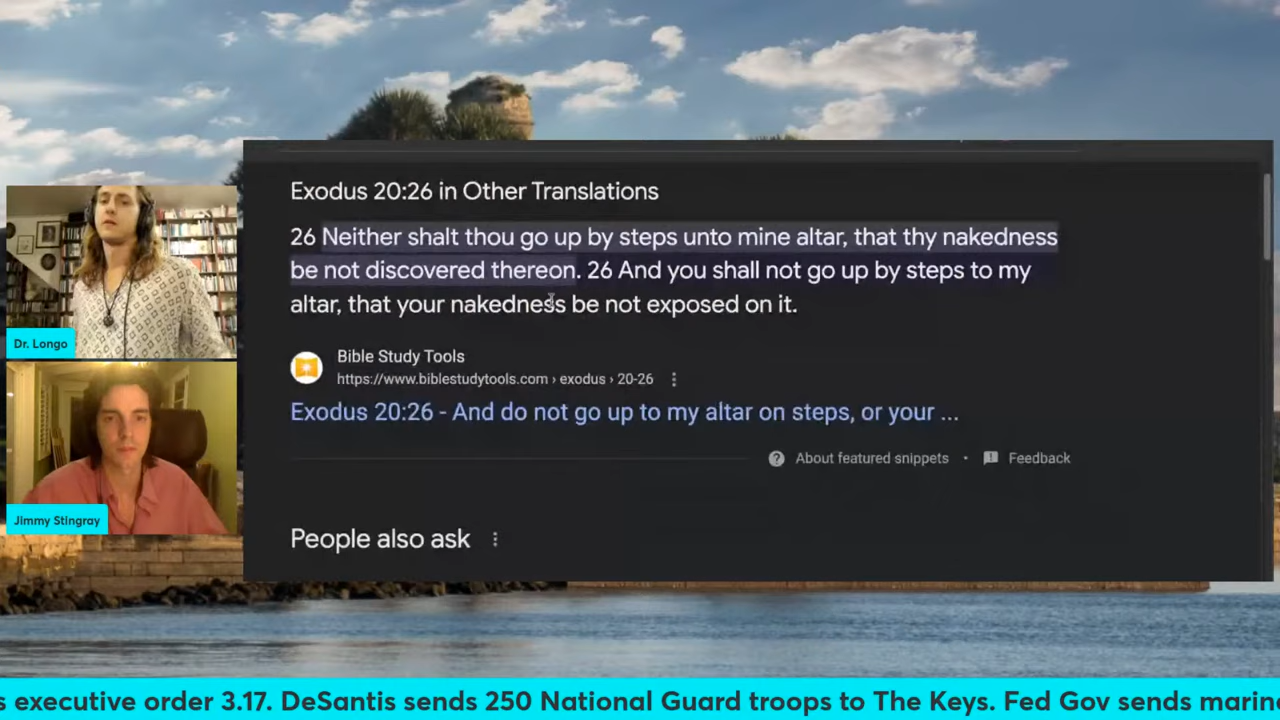 Exodus 20:26 in Other Translations
26 Neither shalt thou go up by steps unto mine altar, that thy nakedness
be not discovered thereon. 26 And you shall not go up by steps to my
altar, that your nakedness be not exposed on it.
Bible Study Tools
https://www.biblestudytools.com › exodus › 20-26
Exodus 20:26 - And do not go up to my altar on steps, or your ...
About featured snippets • Feedback
People also ask
Dr. Longo
Jimmy Stingray
s executive order 3.17. DeSantis sends 250 National Guard troops to The Keys. Fed Gov sends marin